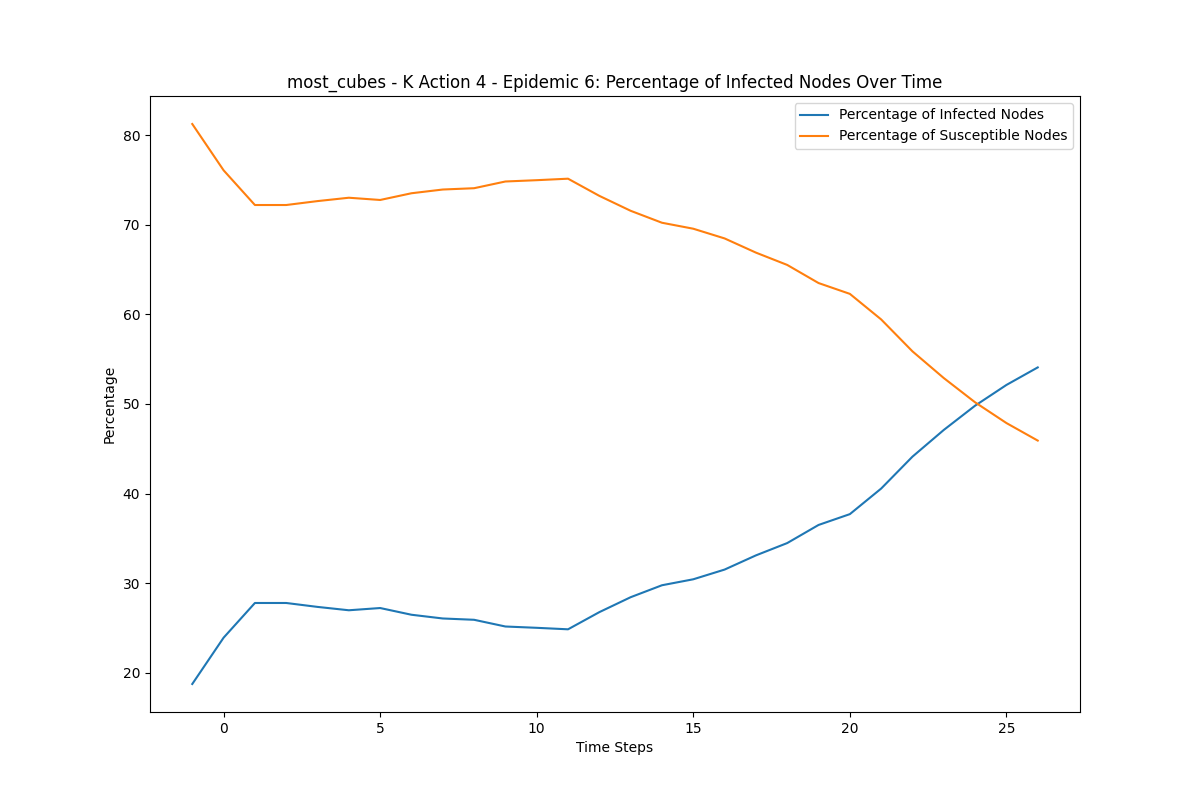 most_cubes - K Action 4 - Epidemic 6: Percentage of Infected Nodes Over Time
Percentage of Infected Nodes
Percentage of Susceptible Nodes
80
70
60
50
40
30
20
Percentage
0 5 10 15 20 25
Time Steps